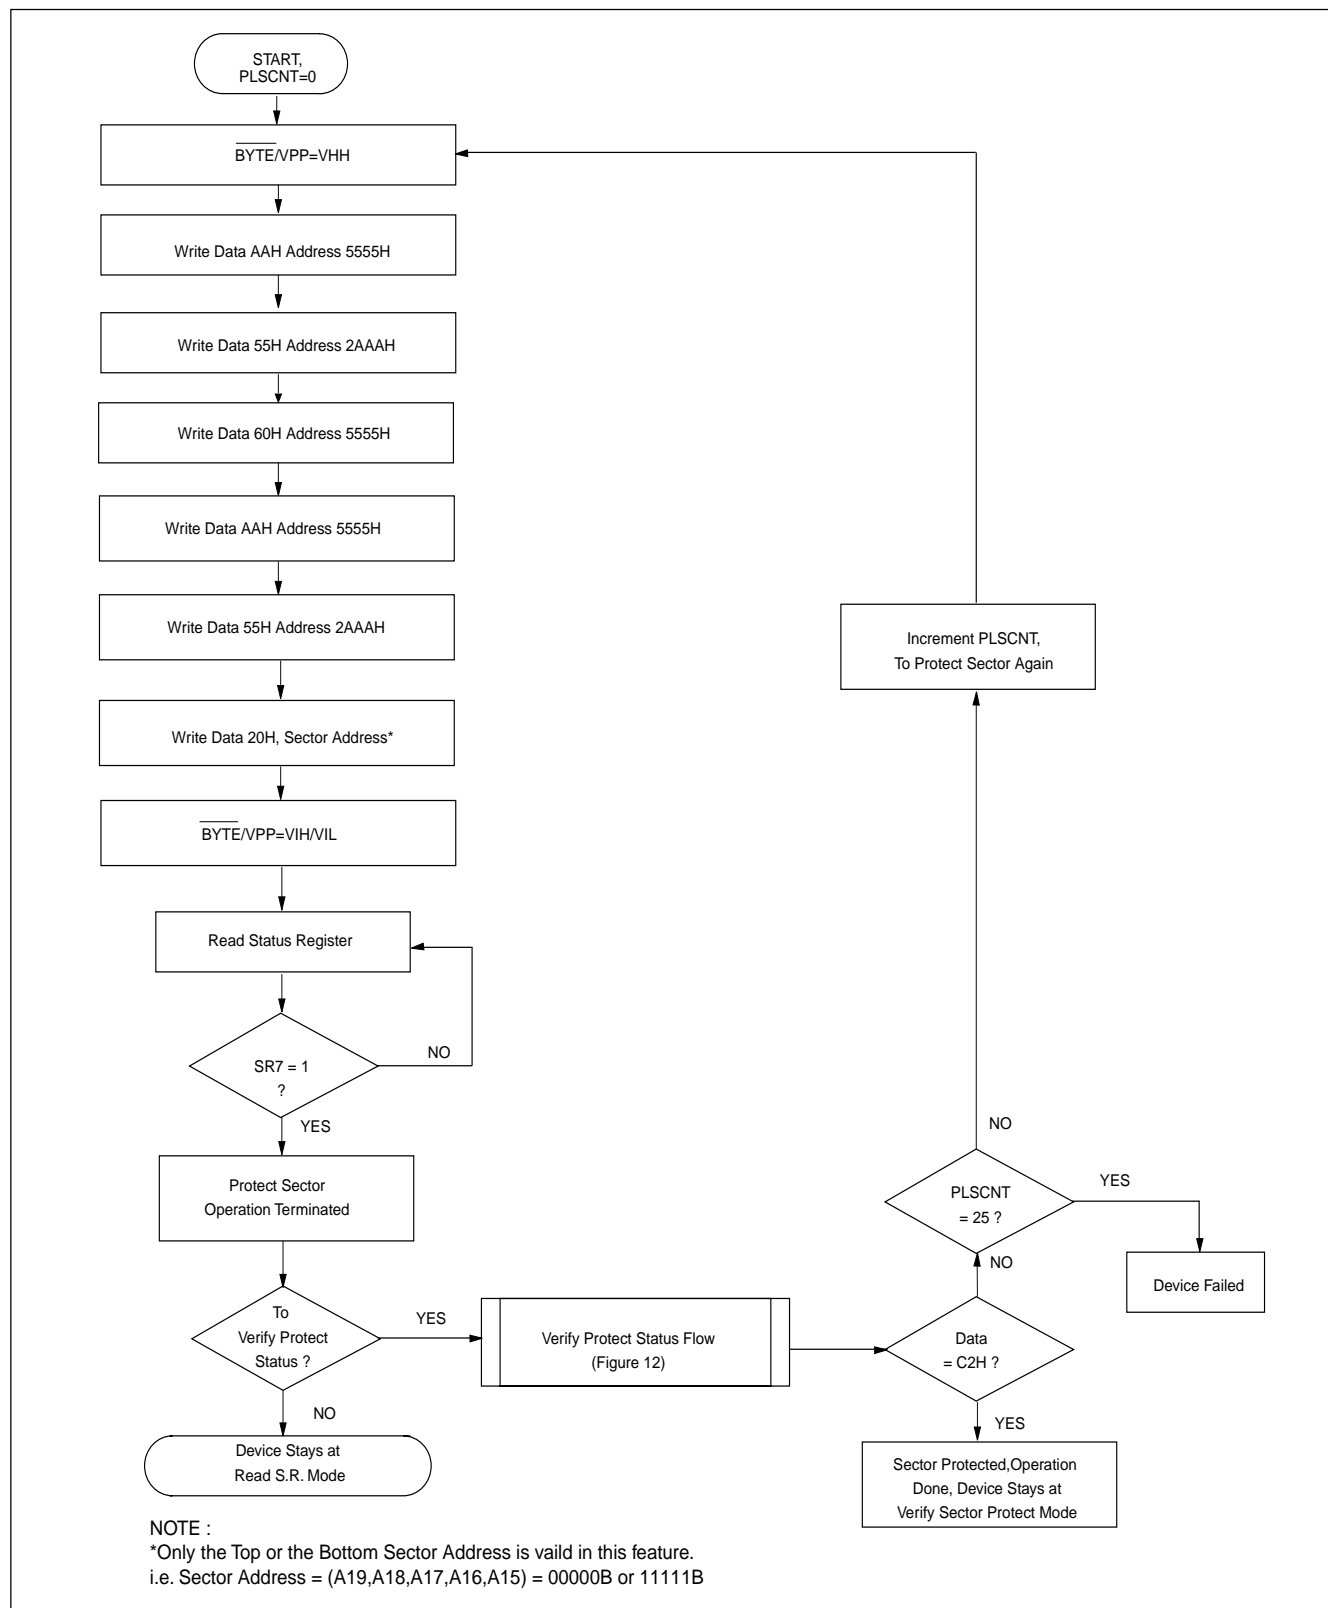 START,
PLSCNT=0
BYTE/VPP=VHH
Write Data AAH Address 5555H
Write Data 55H Address 2AAAH
Write Data 60H Address 5555H
Write Data AAH Address 5555H
Write Data 55H Address 2AAAH
Write Data 20H, Sector Address*
BYTE/VPP=VIH/VIL
Read Status Register
SR7 = 1
?
NO
YES
Protect Sector
Operation Terminated
To
Verify Protect
Status ?
YES
NO
Device Stays at
Read S.R. Mode
Verify Protect Status Flow
(Figure 12)
Data
= C2H ?
NO
YES
Sector Protected,Operation
Done, Device Stays at
Verify Sector Protect Mode
PLSCNT
= 25 ?
YES
NO
Device Failed
Increment PLSCNT,
To Protect Sector Again
NOTE :
*Only the Top or the Bottom Sector Address is vaild in this feature.
i.e. Sector Address = (A19,A18,A17,A16,A15) = 00000B or 11111B